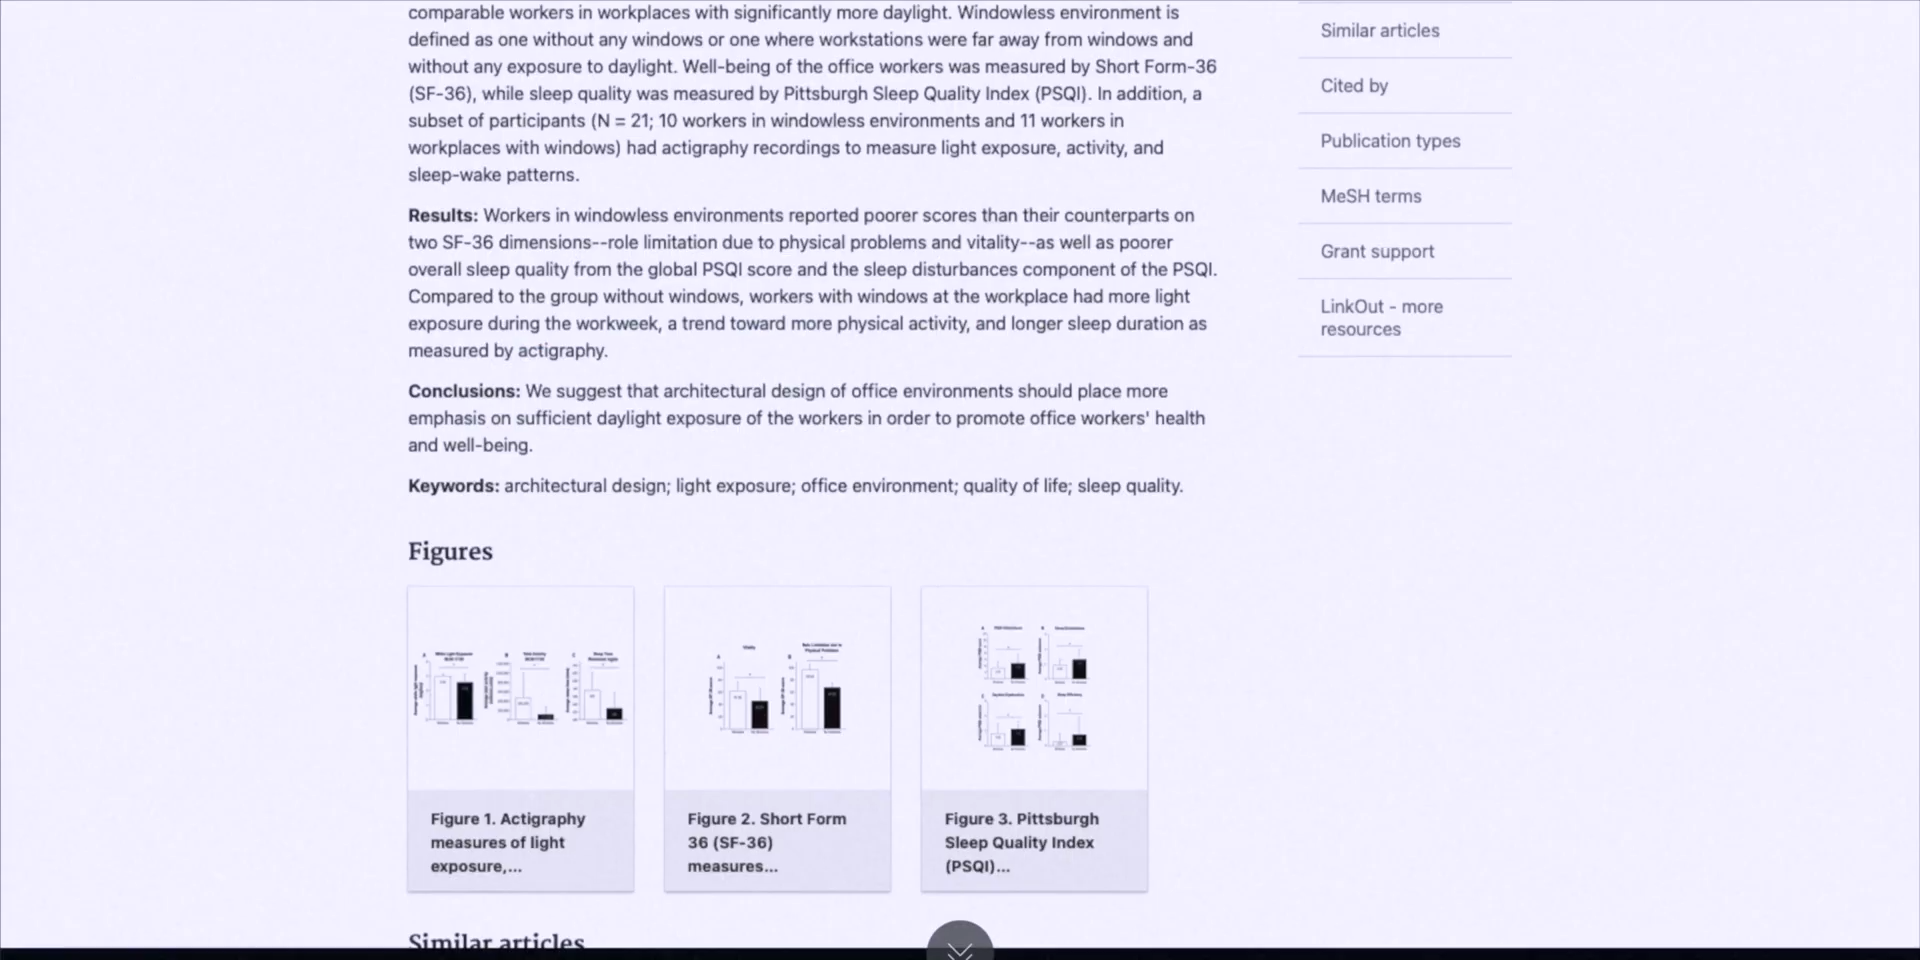 comparable workers in workplaces with significantly more daylight. Windowless environment is
defined as one without any windows or one where workstations were far away from windows and
without any exposure to daylight. Well-being of the office workers was measured by Short Form-36
(SF-36), while sleep quality was measured by Pittsburgh Sleep Quality Index (PSQI). In addition, a
subset of participants (N = 21; 10 workers in windowless environments and 11 workers in
workplaces with windows) had actigraphy recordings to measure light exposure, activity, and
sleep-wake patterns.
Results: Workers in windowless environments reported poorer scores than their counterparts on
two SF-36 dimensions--role limitation due to physical problems and vitality--as well as poorer
overall sleep quality from the global PSQI score and the sleep disturbances component of the PSQI.
Compared to the group without windows, workers with windows at the workplace had more light
exposure during the workweek, a trend toward more physical activity, and longer sleep duration as
measured by actigraphy.
Conclusions: We suggest that architectural design of office environments should place more
emphasis on sufficient daylight exposure of the workers in order to promote office workers' health
and well-being.
Keywords: architectural design; light exposure; office environment; quality of life; sleep quality.
Figures
Figure 1. Actigraphy
measures of light
exposure,...
Figure 2. Short Form
36 (SF-36)
measures...
Figure 3. Pittsburgh
Sleep Quality Index
(PSQI)...
Similar articles
Similar articles
Cited by
Publication types
MeSH terms
Grant support
LinkOut - more
resources